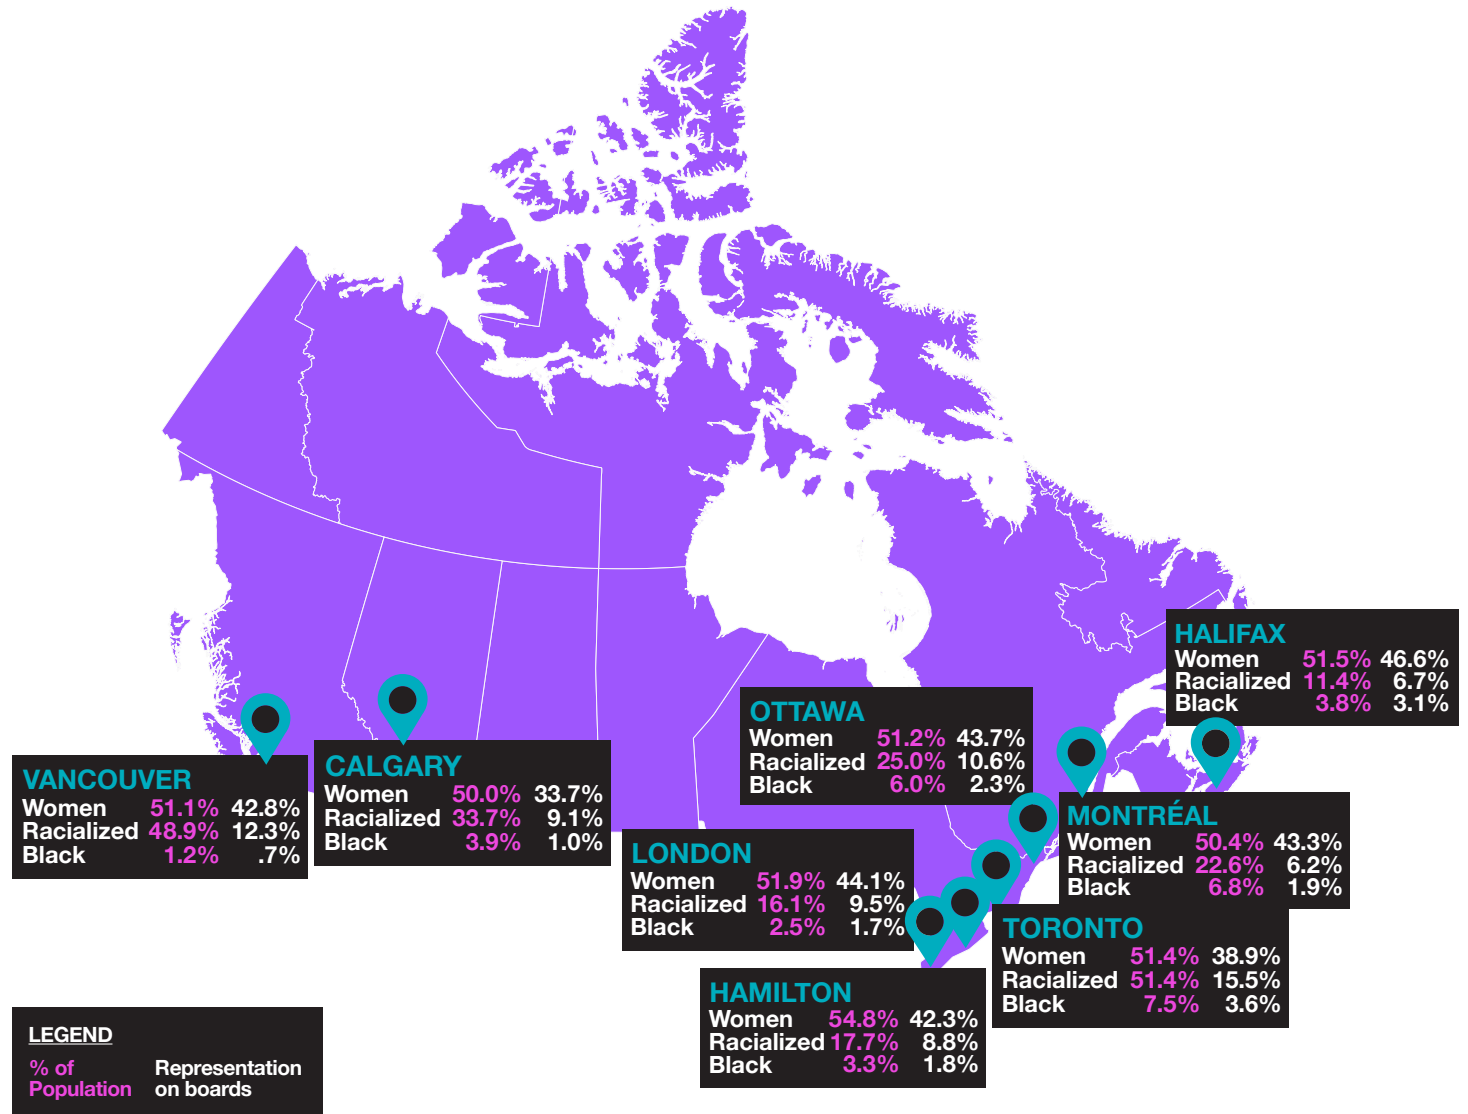 HALIFAX
Women 51.5% 46.6%
Racialized 11.4% 6.7%
Black 3.8% 3.1%
OTTAWA
Women 51.2% 43.7%
Racialized 25.0% 10.6%
Black 6.0% 2.3%
VANCOUVER
Women 51.1% 42.8%
Racialized 48.9% 12.3%
Black 1.2% .7%
CALGARY
Women 50.0% 33.7%
Racialized 33.7% 9.1%
Black 3.9% 1.0%
MONTRÉAL
Women 50.4% 43.3%
Racialized 22.6% 6.2%
Black 6.8% 1.9%
LONDON
Women 51.9% 44.1%
Racialized 16.1% 9.5%
Black 2.5% 1.7%
TORONTO
Women 51.4% 38.9%
Racialized 51.4% 15.5%
Black 7.5% 3.6%
HAMILTON
Women 54.8% 42.3%
Racialized 17.7% 8.8%
Black 3.3% 1.8%
LEGEND
% of
Population
Representation
on boards